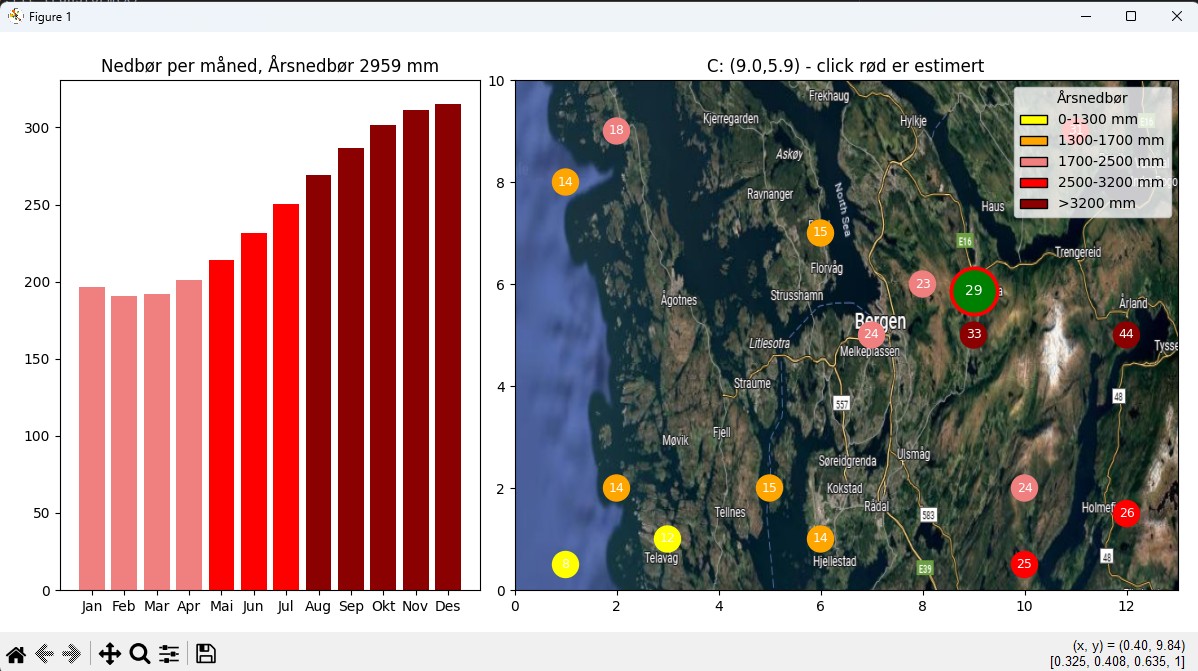 Figure 1
Nedbør per måned, Årsnedbør 2959 mm
300
250
200
150
100
50
0
Jan Feb Mar Apr Mai Jun Jul Aug Sep Okt Nov Des
C: (9.0,5.9) - click rød er estimert
10
8
6
4
2
0
0 2 4 6 8 10 12
Årsnedbør
0-1300 mm
1300-1700 mm
1700-2500 mm
2500-3200 mm
>3200 mm
Frekhaug
Kjerregarden
Hylkje
E16
18
Askøy
14
Ravnanger
North Sea
Haus
15
E16
Trengereid
Florvåg
23
29
Strusshamn
Ågotnes
Årland
Bergen
24
33
44
Litlesotra
Melkeplassen
Tysse
Straume
48
557
Fjell
Møvik
Ulsmåg
Søreidgrenda
14
15
Kokstad
24
Rådal
Tellnes
583
Holmef
26
12
14
Telavag
Hjellestad
48
8
E39
25
(x, y) = (0.40, 9.84)
[0.325, 0.408, 0.635, 1]